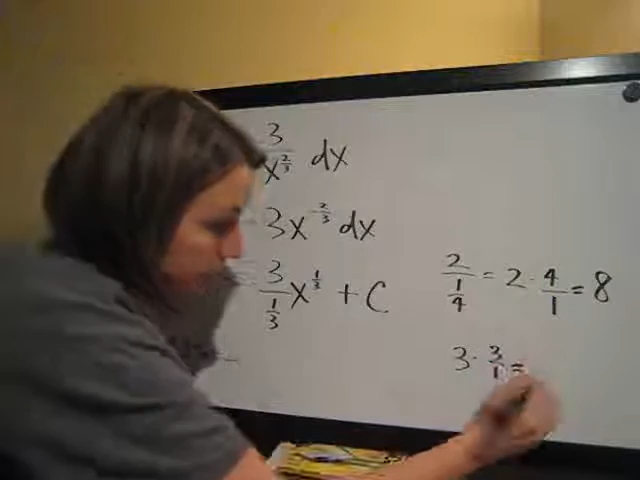 3/x^(2/3) dx
= 3x^(-2/3) dx
= 3/(1/3) x^(1/3) + C
2/(1/4) = 2 · 4/1 = 8
3 · 3/1 =